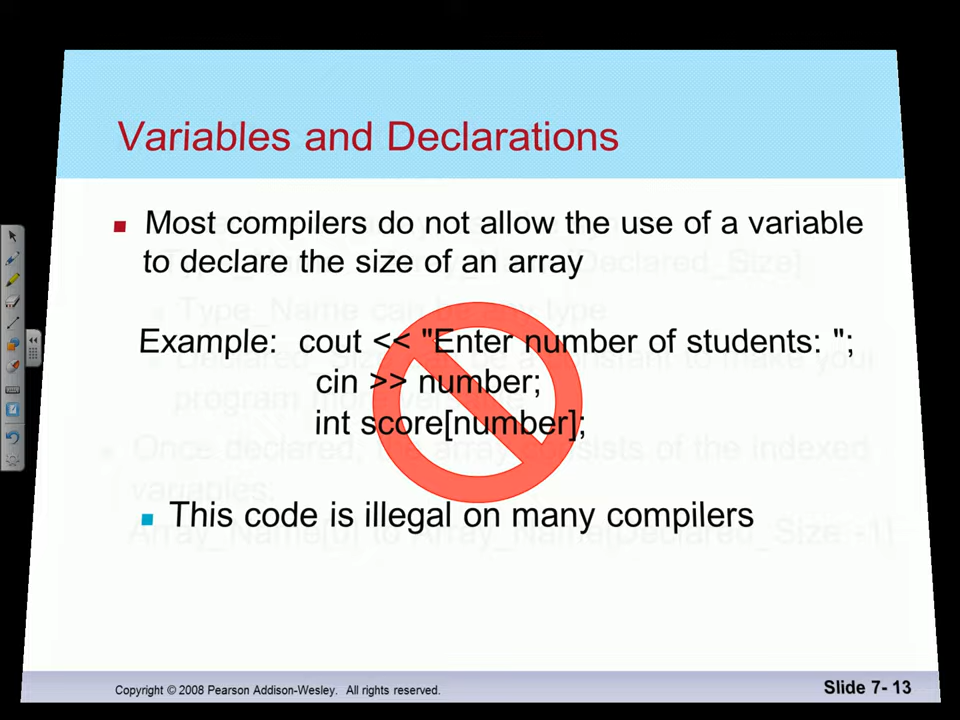 Variables and Declarations
Most compilers do not allow the use of a variable
to declare the size of an array
Example: cout << "Enter number of students: ";
cin >> number;
int score[number];
This code is illegal on many compilers
Copyright © 2008 Pearson Addison-Wesley. All rights reserved.
Slide 7- 13